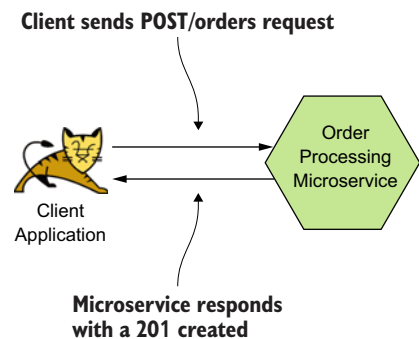 Client sends POST/orders request
Order
Processing
Microservice
Client
Application
Microservice responds
with a 201 created